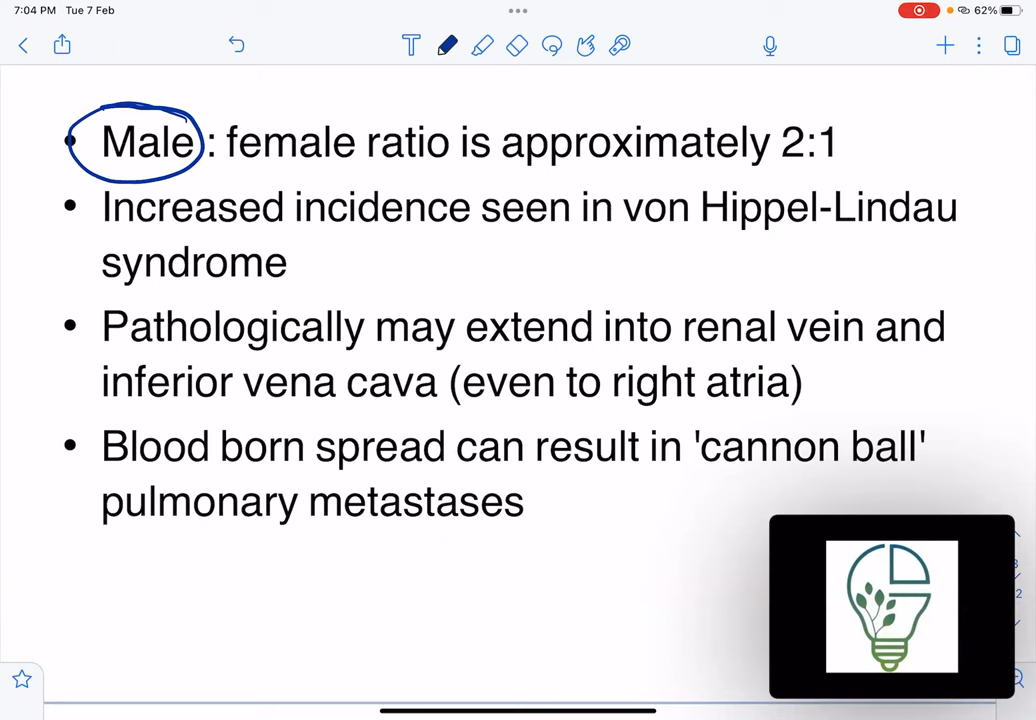 7:04 PM Tue 7 Feb
62%
• Male : female ratio is approximately 2:1
• Increased incidence seen in von Hippel-Lindau
syndrome
• Pathologically may extend into renal vein and
inferior vena cava (even to right atria)
• Blood born spread can result in 'cannon ball'
pulmonary metastases